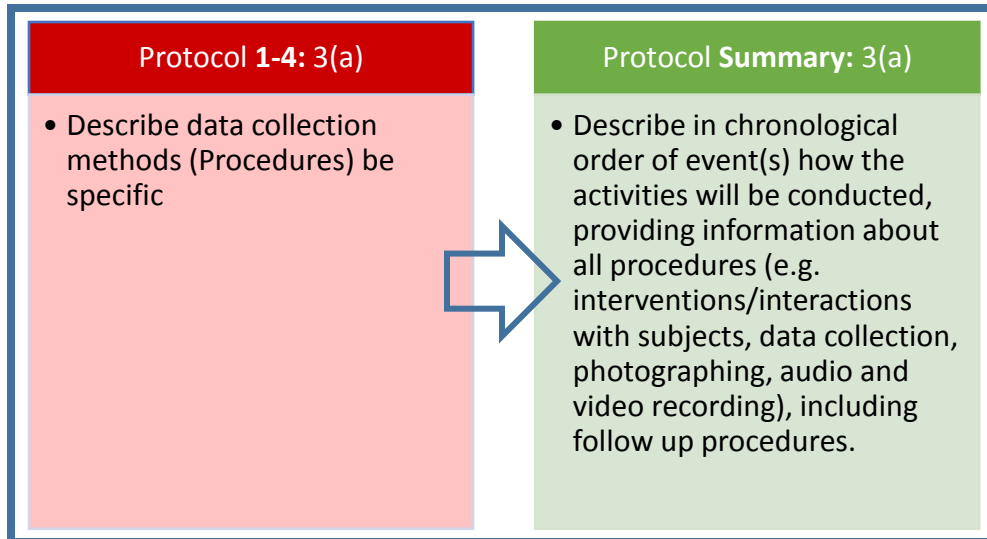 Protocol 1-4: 3(a)
• Describe data collection
methods (Procedures) be
specific
Protocol Summary: 3(a)
• Describe in chronological
order of event(s) how the
activities will be conducted,
providing information about
all procedures (e.g.
interventions/interactions
with subjects, data collection,
photographing, audio and
video recording), including
follow up procedures.